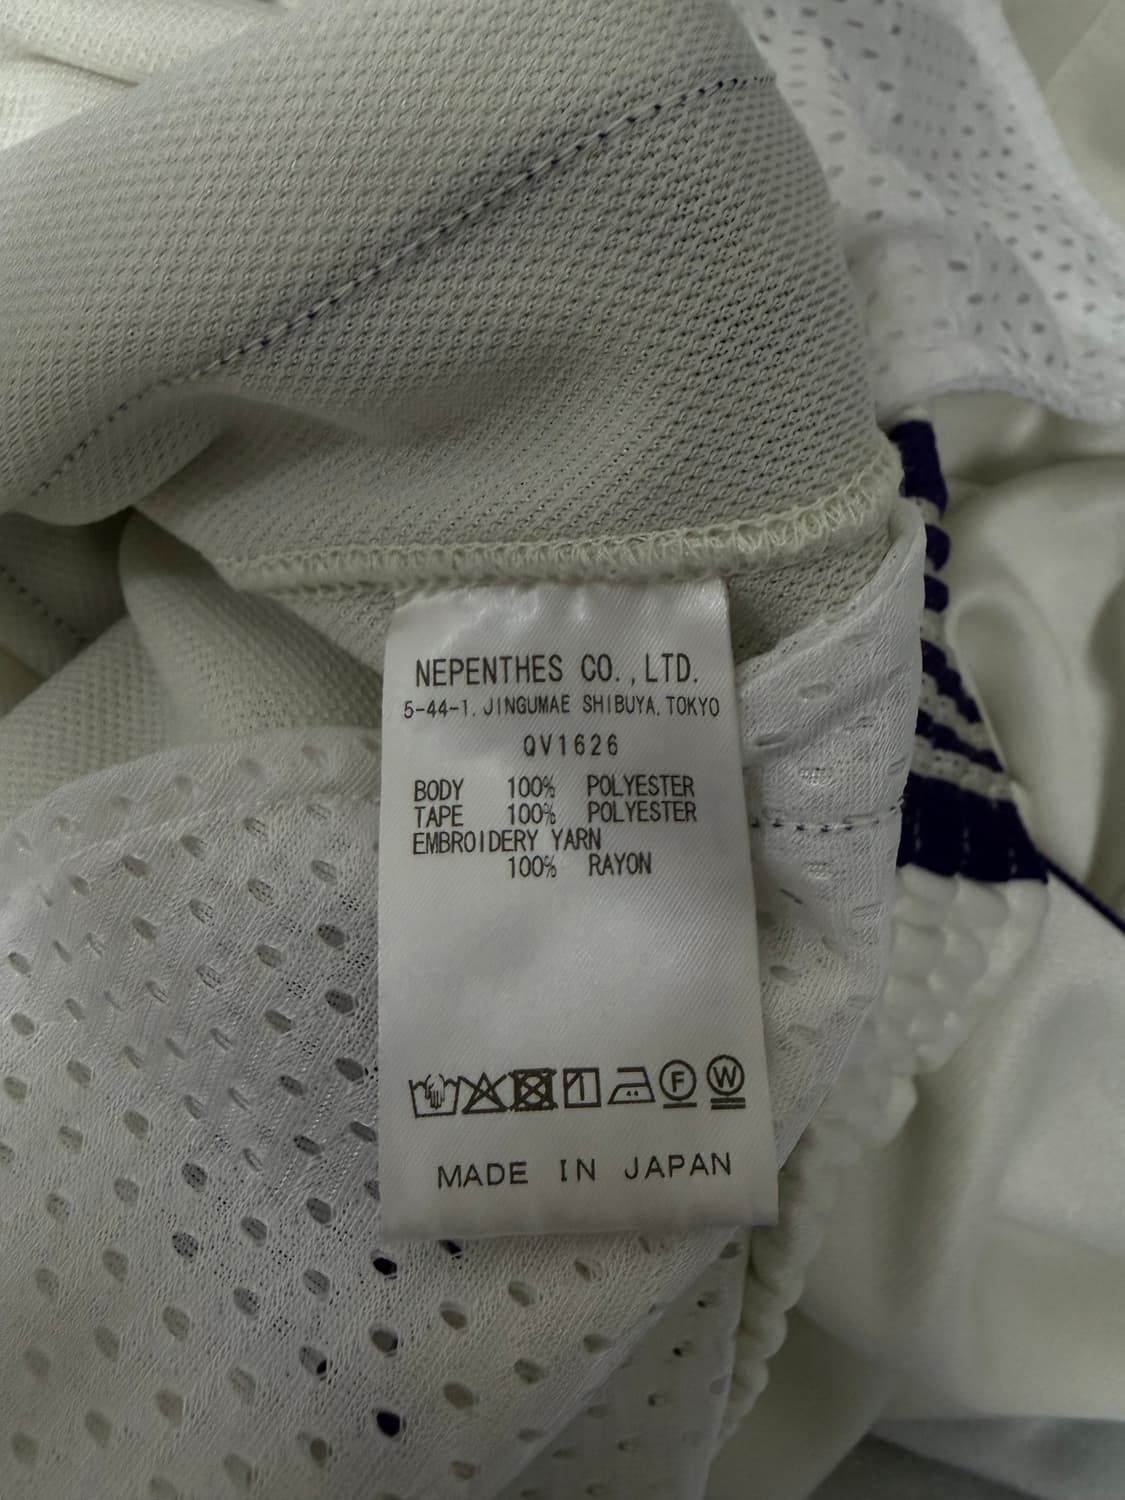 NEPENTHES CO.,LTD.
5-44-1, JINGUMAE SHIBUYA, TOKYO
QV1626
BODY 100% POLYESTER
TAPE 100% POLYESTER
EMBROIDERY YARN
100% RAYON
F W
MADE IN JAPAN